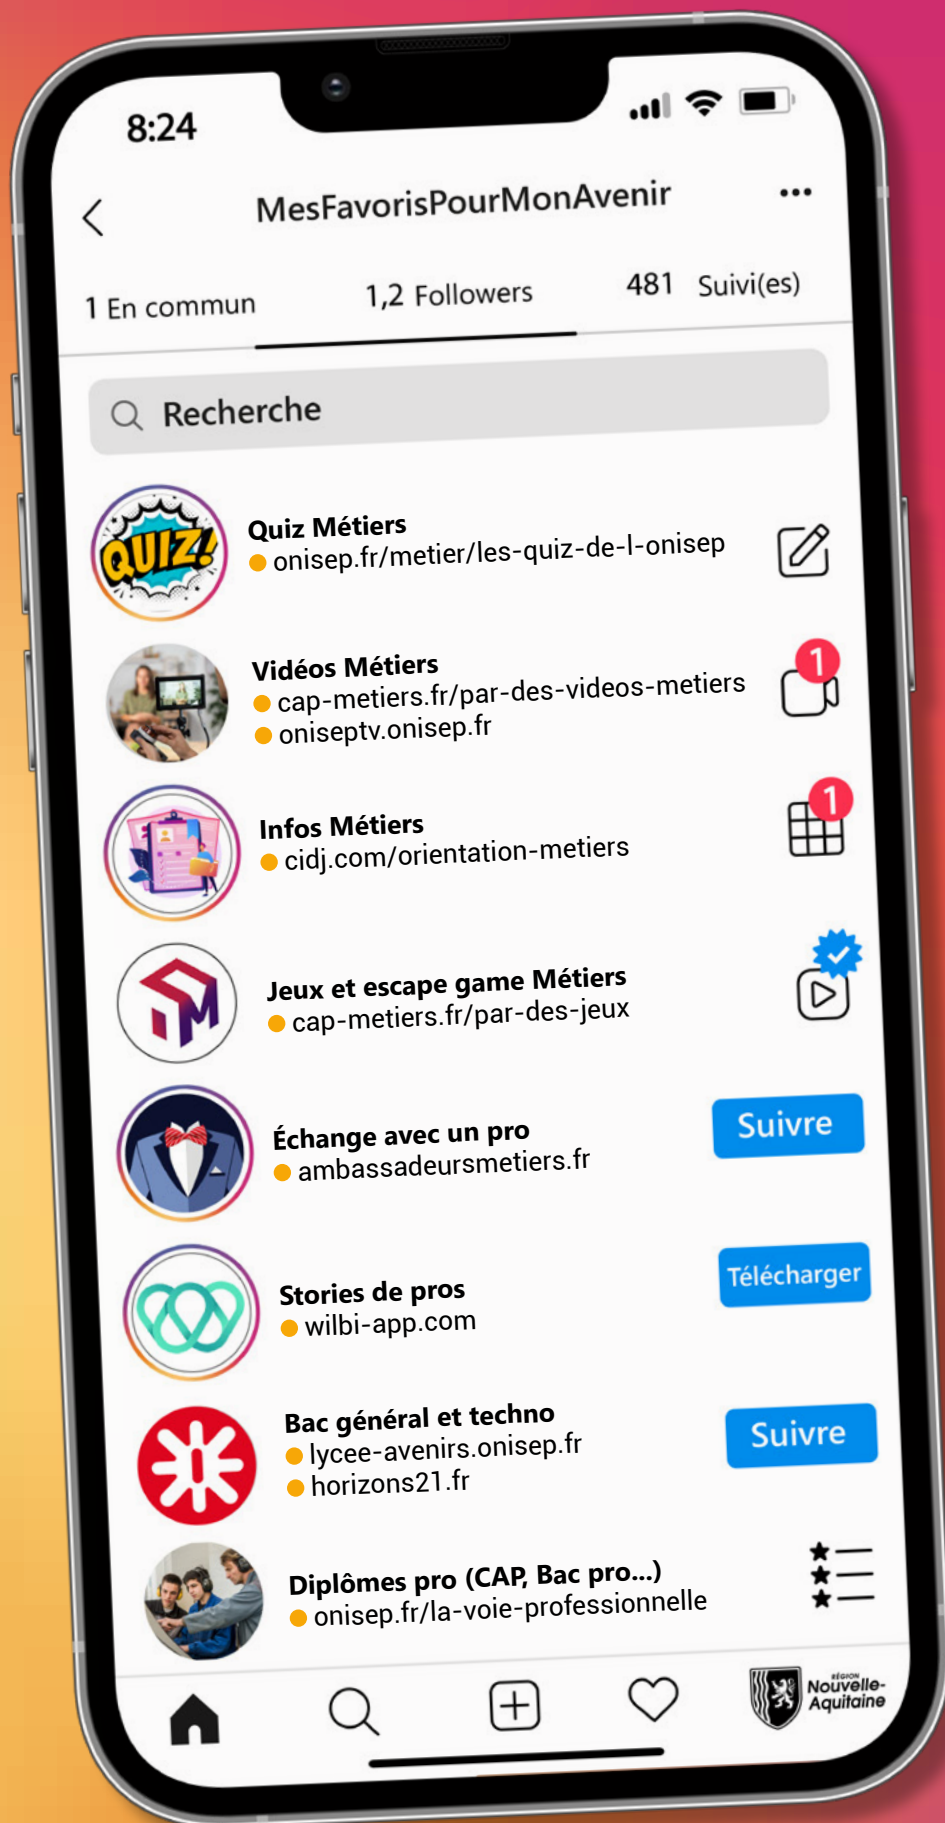 8:24
MesFavorisPourMonAvenir
1 En commun 1,2 Followers 481 Suivi(es)
Recherche
QUIZ!
Quiz Métiers
onisep.fr/metier/les-quiz-de-l-onisep
Vidéos Métiers
cap-metiers.fr/par-des-videos-metiers
oniseptv.onisep.fr
1
Infos Métiers
cidj.com/orientation-metiers
1
Jeux et escape game Métiers
cap-metiers.fr/par-des-jeux
Échange avec un pro
ambassadeursmetiers.fr
Suivre
Stories de pros
wilbi-app.com
Télécharger
Bac général et techno
lycee-avenirs.onisep.fr
horizons21.fr
Suivre
Diplômes pro (CAP, Bac pro...)
onisep.fr/la-voie-professionnelle
RÉGION
Nouvelle-
Aquitaine